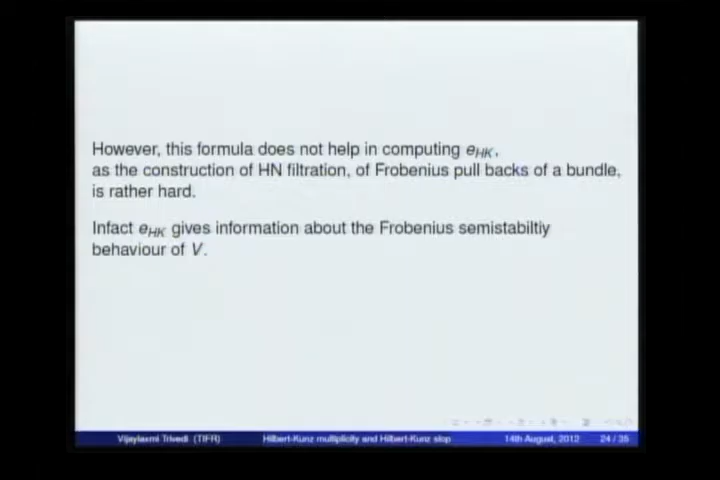 However, this formula does not help in computing eHK,
as the construction of HN filtration, of Frobenius pull backs of a bundle,
is rather hard.
Infact eHK gives information about the Frobenius semistabiltiy
behaviour of V.
Vijaylaxmi Trivedi (TIFR) Hilbert-Kunz multiplicity and Hilbert-Kunz slop 14th August, 2012 24 / 35